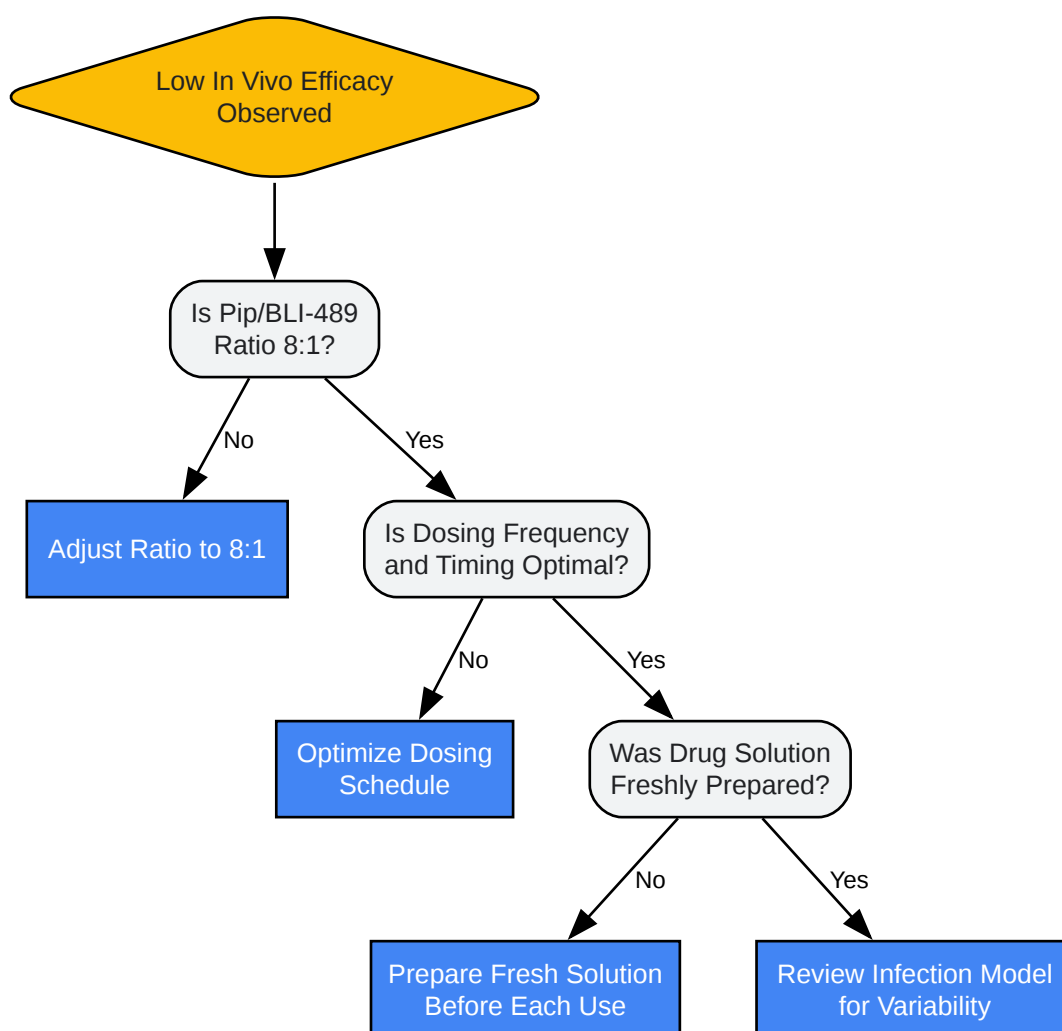 Low In Vivo Efficacy
Observed
Is Pip/BLI-489
Ratio 8:1?
No
Yes
Adjust Ratio to 8:1
Is Dosing Frequency
and Timing Optimal?
No
Yes
Optimize Dosing
Schedule
Was Drug Solution
Freshly Prepared?
No
Yes
Prepare Fresh Solution
Before Each Use
Review Infection Model
for Variability